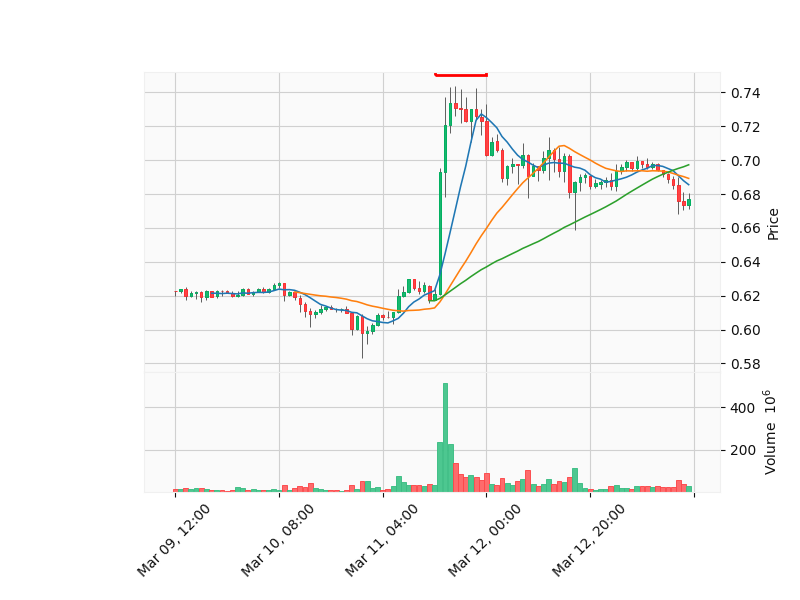 0.74
0.72
0.70
0.68
0.66
0.64
0.62
0.60
0.58
Price
400
200
Volume 10^6
Mar 09, 12:00
Mar 10, 08:00
Mar 11, 04:00
Mar 12, 00:00
Mar 12, 20:00